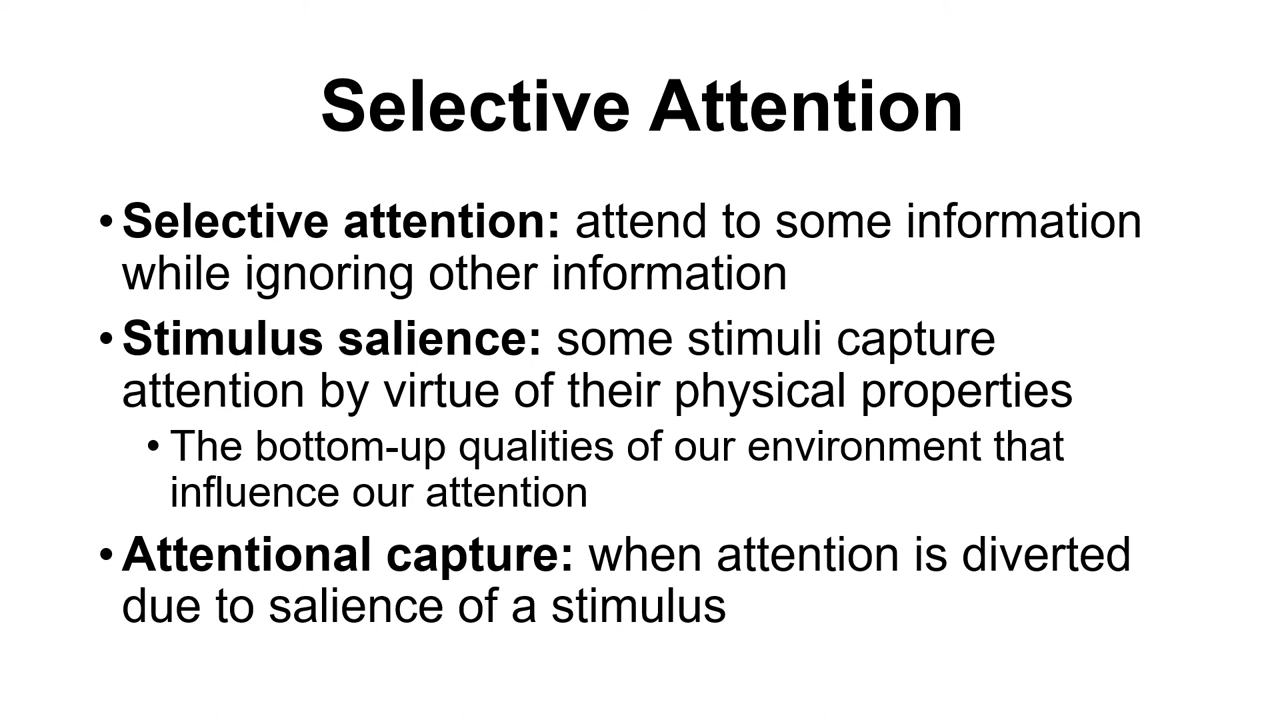 Selective Attention
•Selective attention: attend to some information
while ignoring other information
•Stimulus salience: some stimuli capture
attention by virtue of their physical properties
•The bottom-up qualities of our environment that
influence our attention
•Attentional capture: when attention is diverted
due to salience of a stimulus